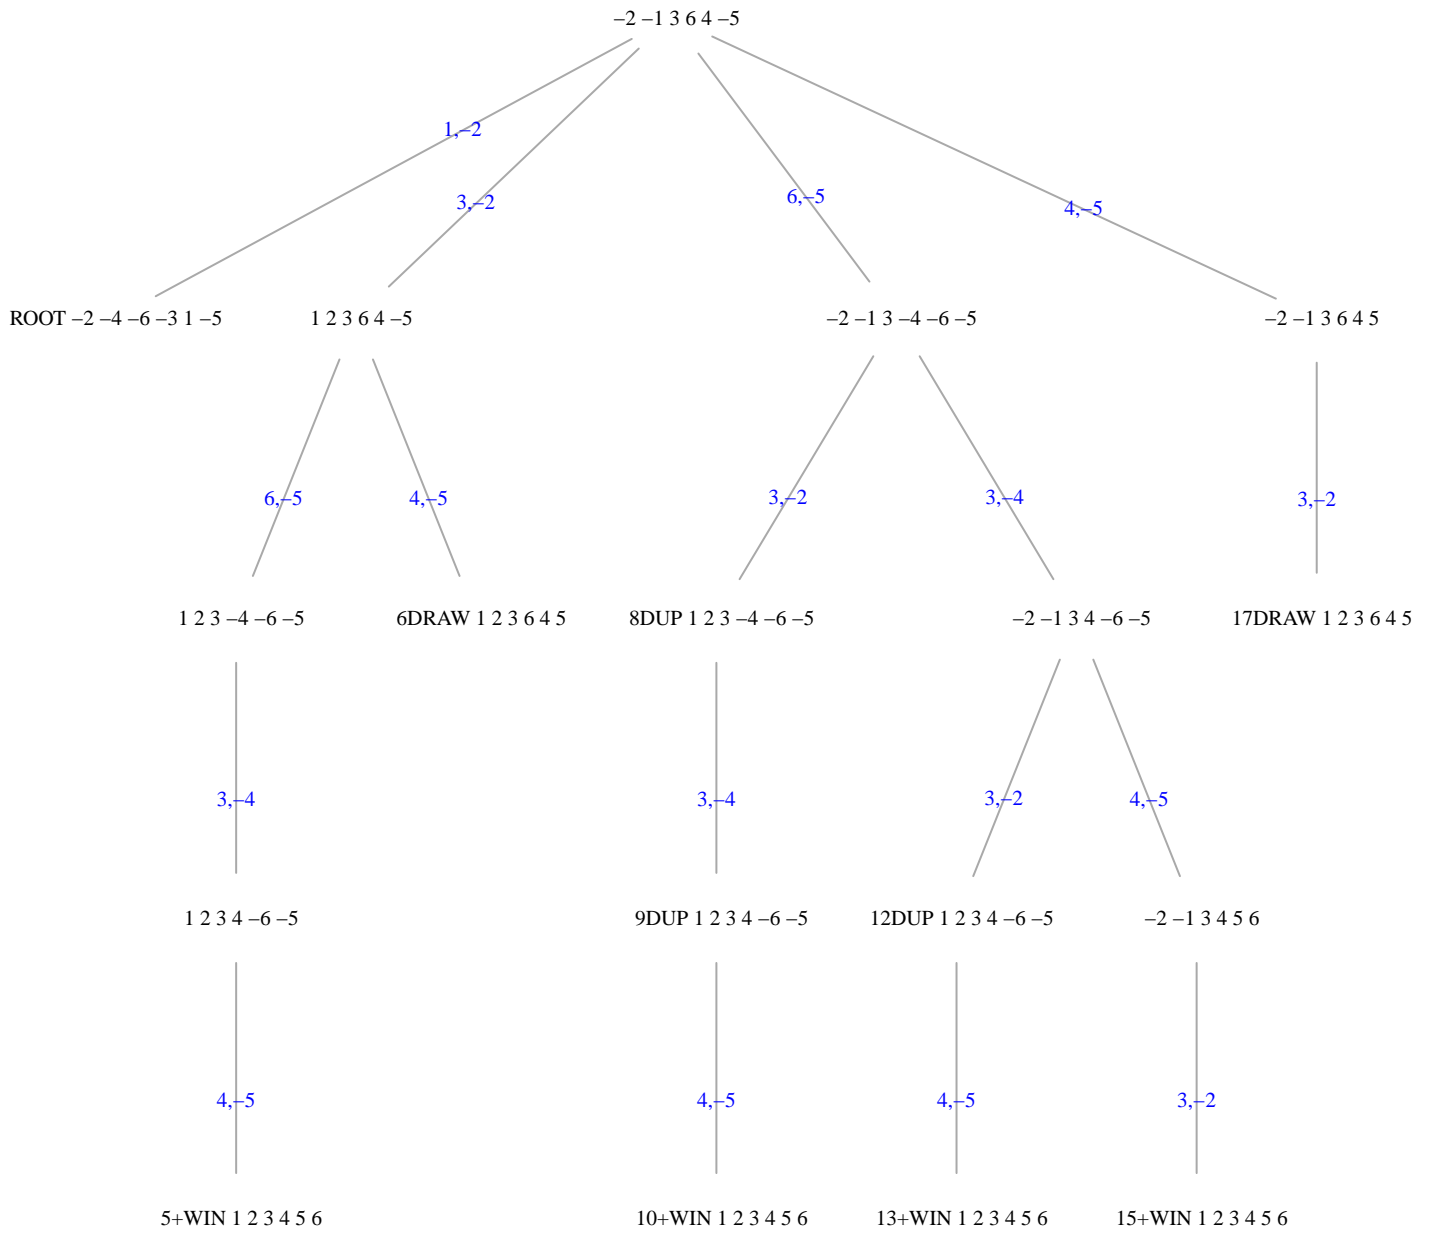 –2 –1 3 6 4 –5
1,–2
3,–2
6,–5
4,–5
ROOT –2 –4 –6 –3 1 –5
1 2 3 6 4 –5
–2 –1 3 –4 –6 –5
–2 –1 3 6 4 5
6,–5
4,–5
3,–2
3,–4
3,–2
1 2 3 –4 –6 –5
6DRAW 1 2 3 6 4 5
8DUP 1 2 3 –4 –6 –5
–2 –1 3 4 –6 –5
17DRAW 1 2 3 6 4 5
3,–4
3,–4
3,–2
4,–5
1 2 3 4 –6 –5
9DUP 1 2 3 4 –6 –5
12DUP 1 2 3 4 –6 –5
–2 –1 3 4 5 6
4,–5
4,–5
4,–5
3,–2
5+WIN 1 2 3 4 5 6
10+WIN 1 2 3 4 5 6
13+WIN 1 2 3 4 5 6
15+WIN 1 2 3 4 5 6